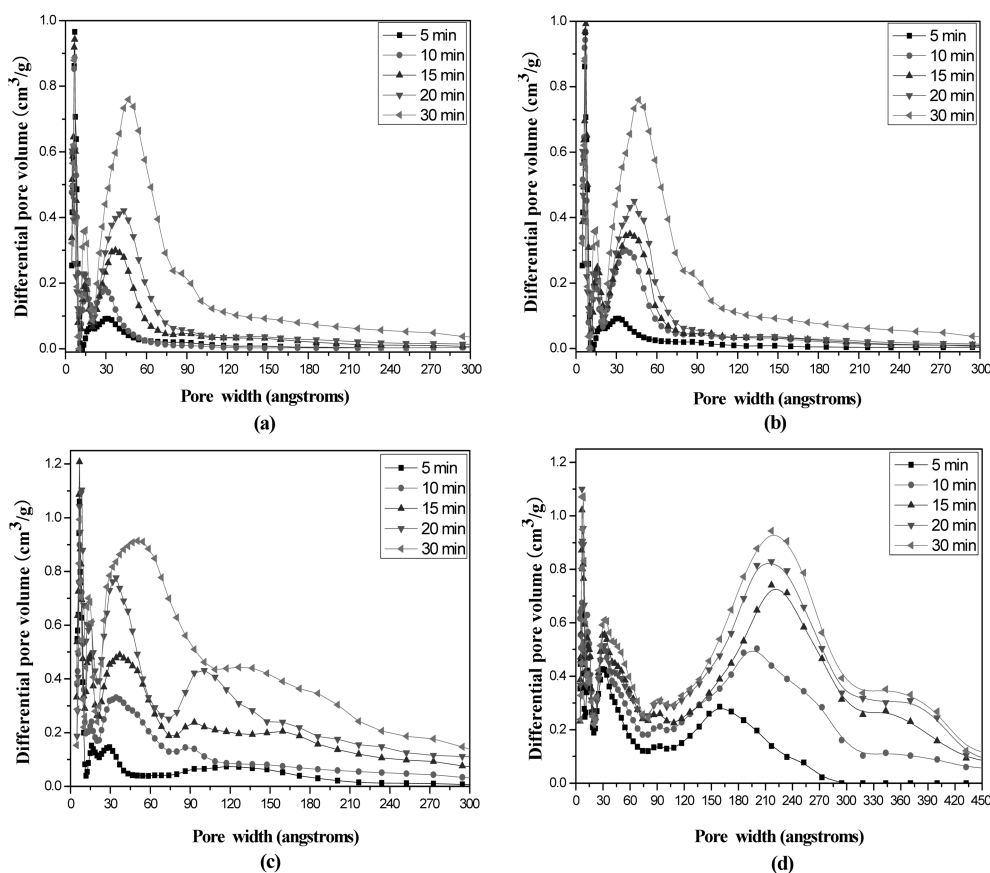 1.0
0.8
0.6
0.4
0.2
0.0
Differential pore volume (cm³/g)
5 min
10 min
15 min
20 min
30 min
0 30 60 90 120 150 180 210 240 270 300
Pore width (angstroms)
(a)
1.0
0.8
0.6
0.4
0.2
0.0
Differential pore volume (cm³/g)
5 min
10 min
15 min
20 min
30 min
0 30 60 90 120 150 180 210 240 270 300
Pore width (angstroms)
(b)
1.2
1.0
0.8
0.6
0.4
0.2
0.0
Differential pore volume (cm³/g)
5 min
10 min
15 min
20 min
30 min
0 30 60 90 120 150 180 210 240 270 300
Pore width (angstroms)
(c)
1.2
1.0
0.8
0.6
0.4
0.2
0.0
Differential pore volume (cm³/g)
5 min
10 min
15 min
20 min
30 min
0 30 60 90 120 150 180 210 240 270 300 330 360 390 420 450
Pore width (angstroms)
(d)